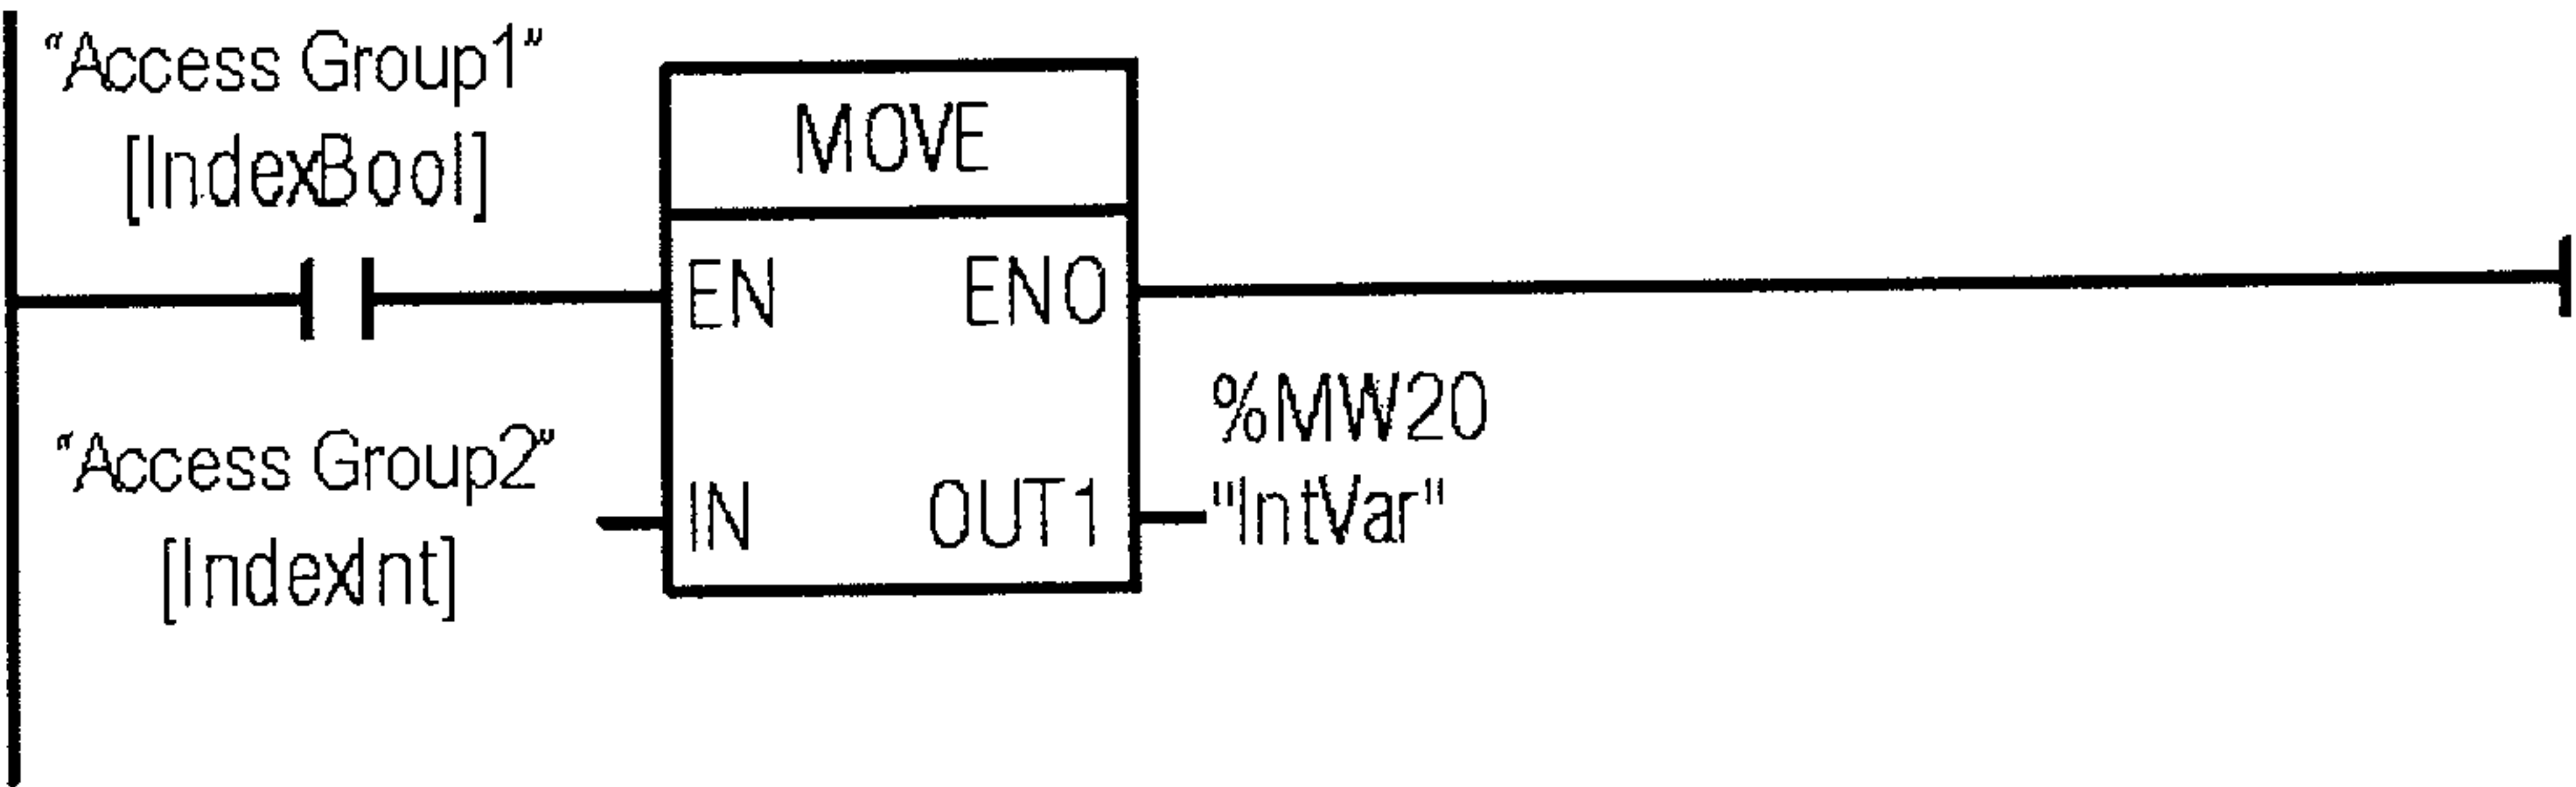 “Access Group1”
[IndexBool]
MOVE
EN ENO
%MW20
“Access Group2”
[IndexInt]
IN OUT1
"IntVar"